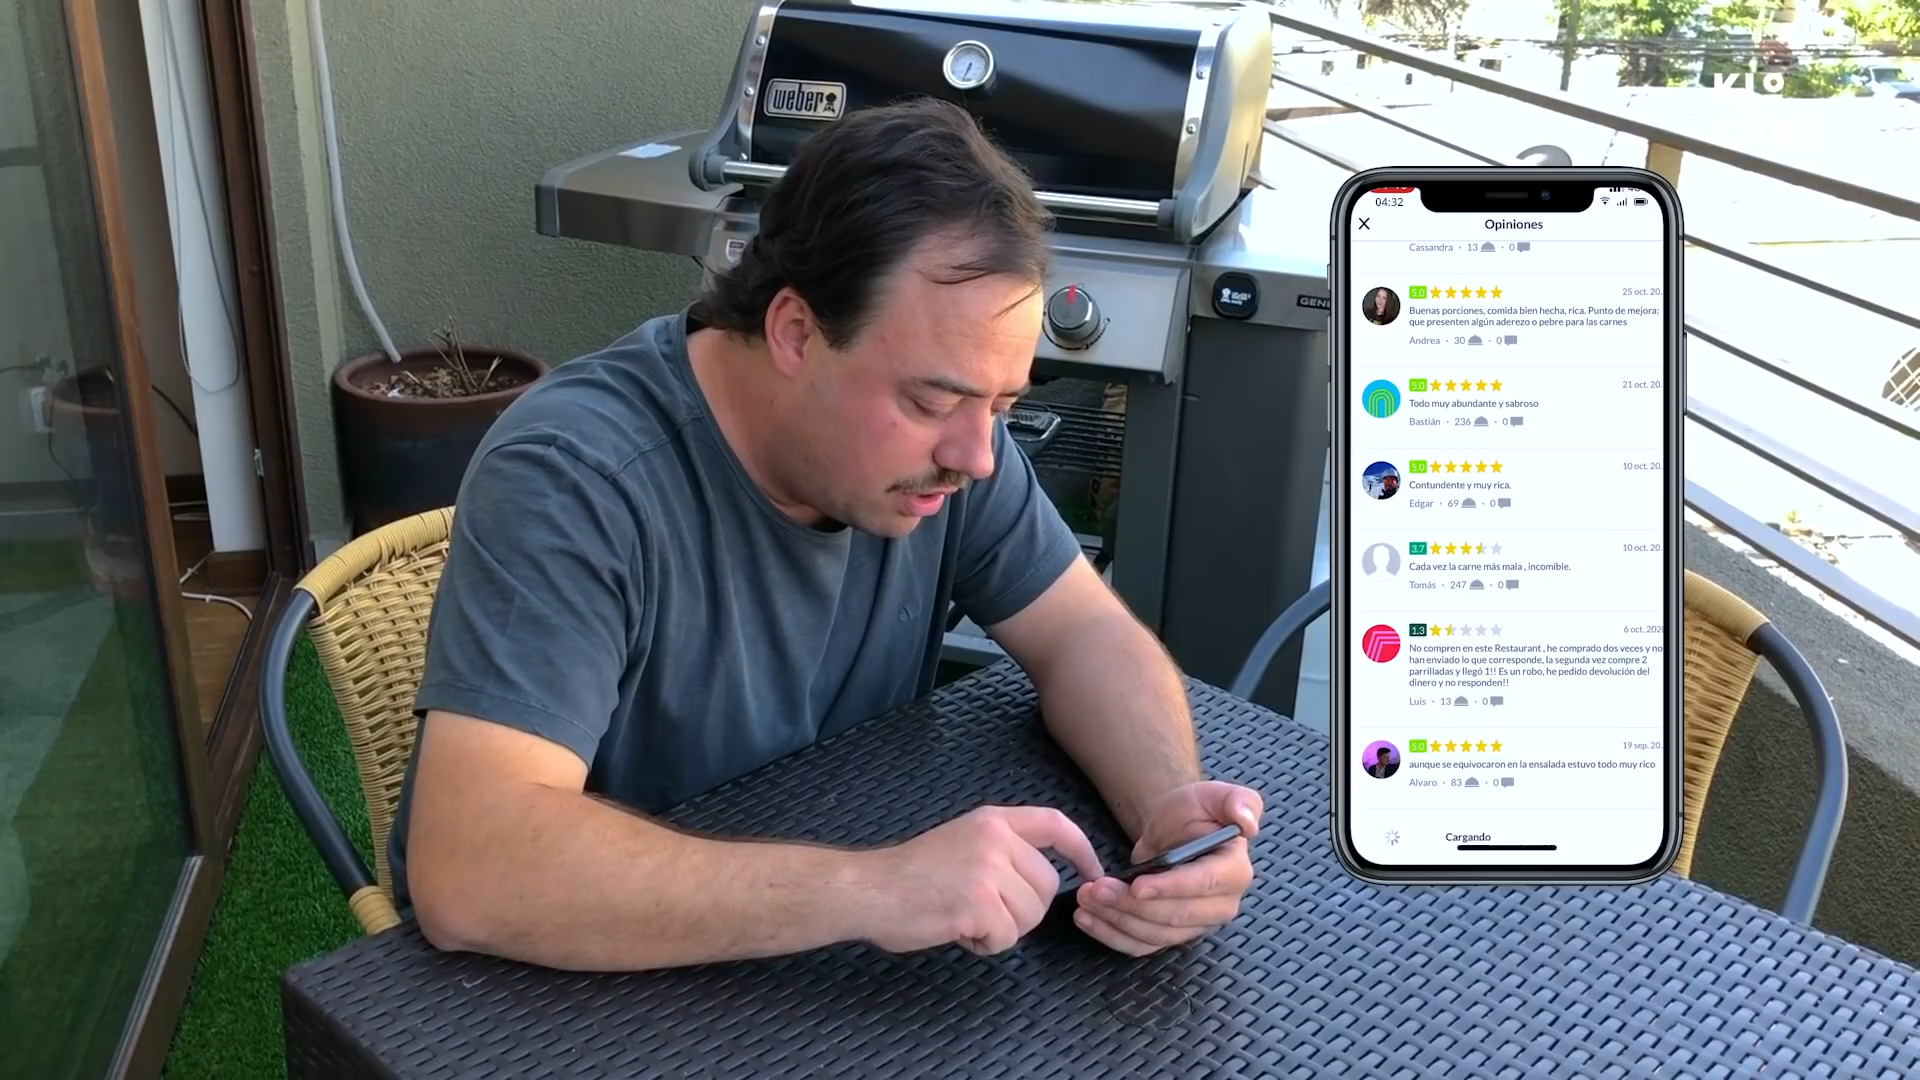 weber
KIO
GEN
04:32
Opiniones
Cassandra · 13 · 0
5.0 25 oct. 20.
Buenas porciones, comida bien hecha, rica. Punto de mejora:
que presenten algún aderezo o pebre para las carnes
Andrea · 30 · 0
5.0 21 oct. 20.
Todo muy abundante y sabroso
Bastián · 236 · 0
5.0 10 oct. 20.
Contundente y muy rica.
Edgar · 69 · 0
3.7 10 oct. 20.
Cada vez la carne más mala , incomible.
Tomás · 247 · 0
1.3 6 oct. 202
No compren en este Restaurant , he comprado dos veces y no
han enviado lo que corresponde, la segunda vez compre 2
parrilladas y llegó 1!! Es un robo, he pedido devolución del
dinero y no responden!!
Luis · 13 · 0
5.0 19 sep. 20..
aunque se equivocaron en la ensalada estuvo todo muy rico
Alvaro · 83 · 0
Cargando